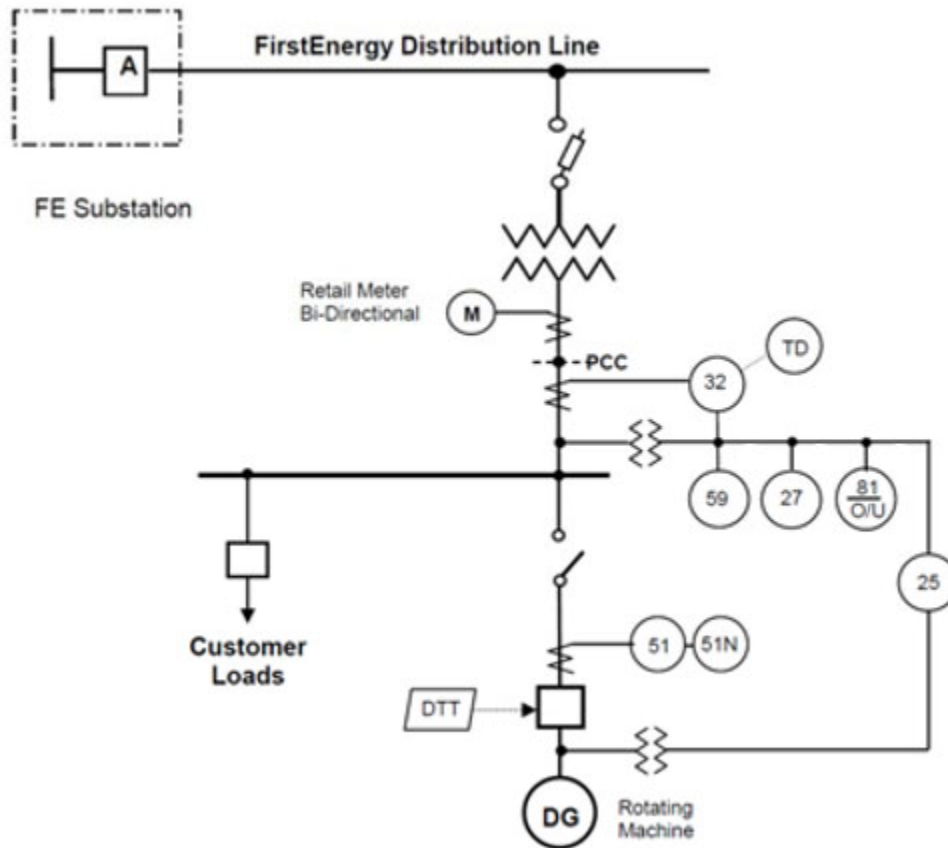 A
FirstEnergy Distribution Line
FE Substation
Retail Meter
Bi-Directional
M
PCC
32
TD
59
27
81
O/U
25
Customer
Loads
51
51N
DTT
DG
Rotating
Machine